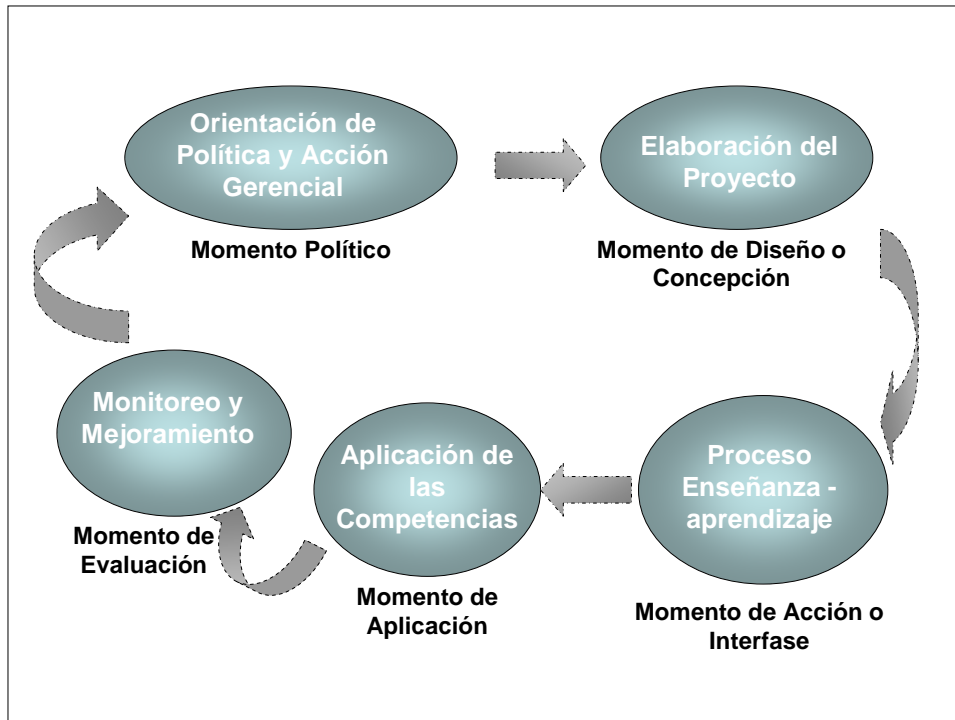 Orientación de
Política y Acción
Gerencial
Momento Político
Elaboración del
Proyecto
Momento de Diseño o
Concepción
Proceso
Enseñanza -
aprendizaje
Momento de Acción o
Interfase
Aplicación de
las
Competencias
Momento de
Aplicación
Monitoreo y
Mejoramiento
Momento de
Evaluación